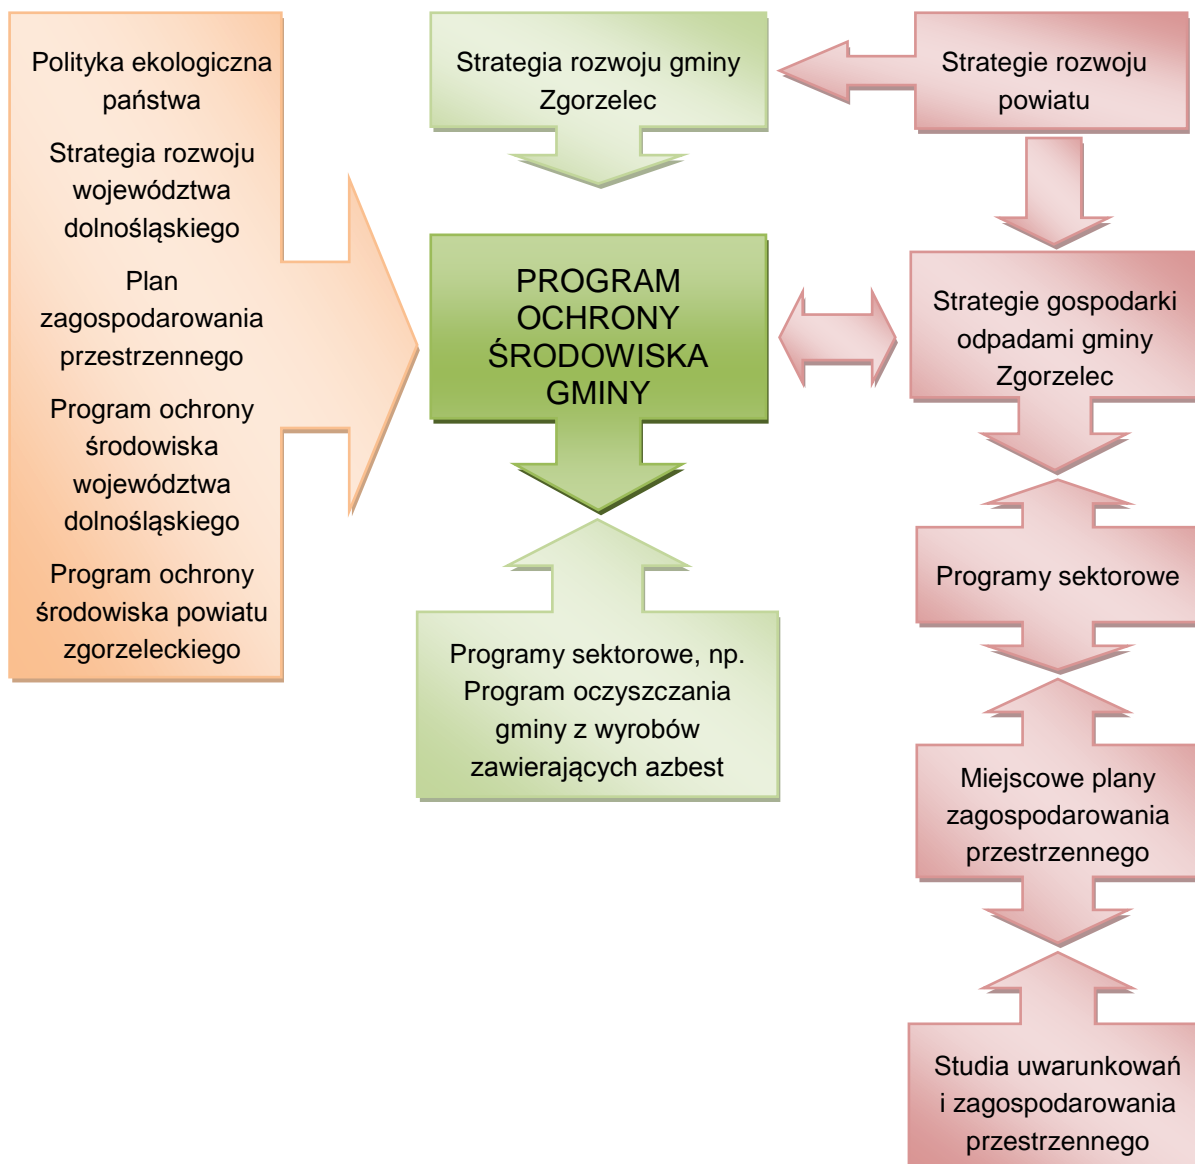 Polityka ekologiczna
państwa
Strategia rozwoju
województwa
dolnośląskiego
Plan
zagospodarowania
przestrzennego
Program ochrony
środowiska
województwa
dolnośląskiego
Program ochrony
środowiska powiatu
zgorzeleckiego
Strategia rozwoju gminy
Zgorzelec
PROGRAM
OCHRONY
ŚRODOWISKA
GMINY
Programy sektorowe, np.
Program oczyszczania
gminy z wyrobów
zawierających azbest
Strategie rozwoju
powiatu
Strategie gospodarki
odpadami gminy
Zgorzelec
Programy sektorowe
Miejscowe plany
zagospodarowania
przestrzennego
Studia uwarunkowań
i zagospodarowania
przestrzennego